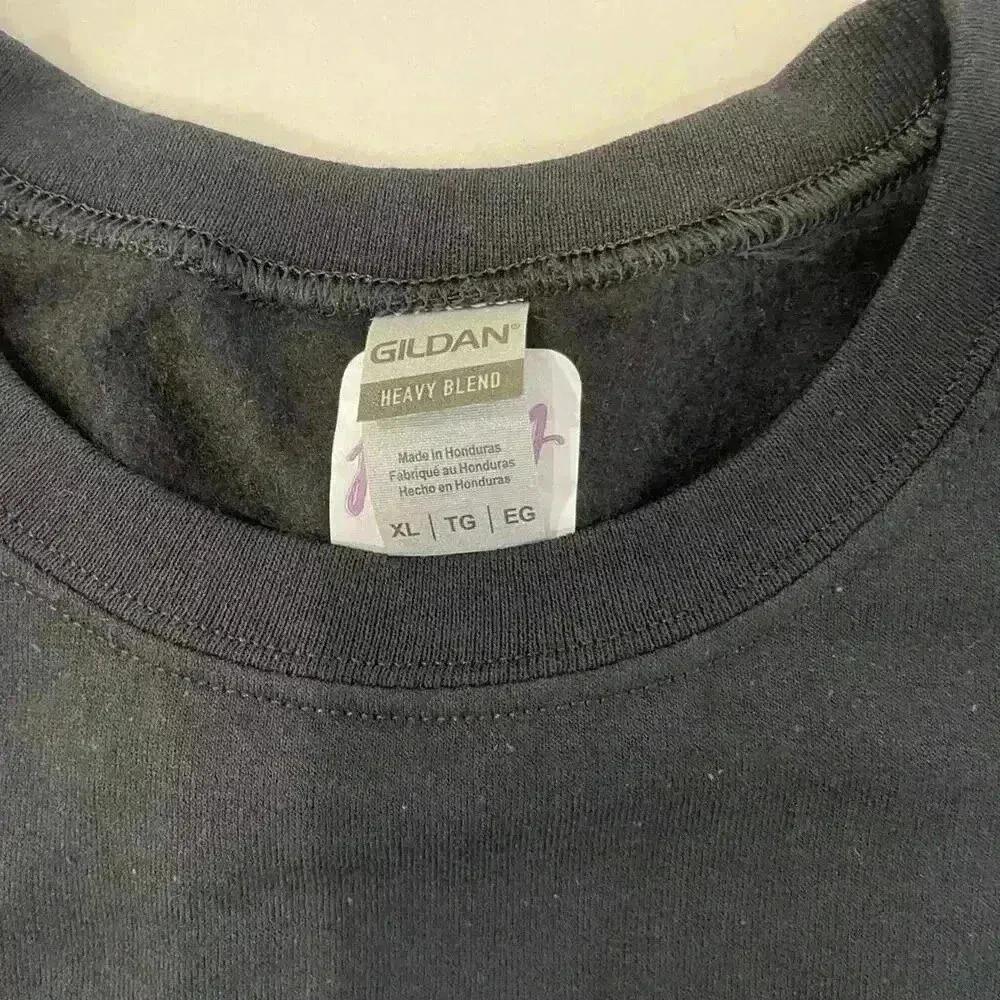 GILDAN®
HEAVY BLEND
Made in Honduras
Fabriqué au Honduras
Hecho en Honduras
XL | TG | EG